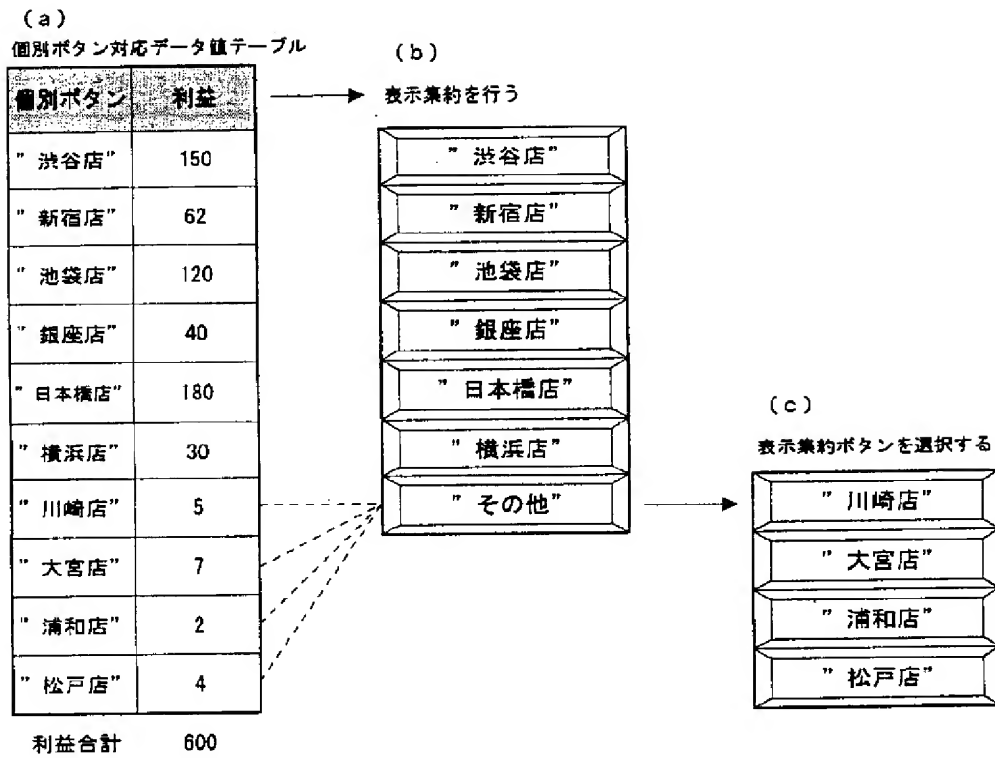 (a)
個別ボタン対応データ値テーブル
個別ボタン 利益
"渋谷店" 150
"新宿店" 62
"池袋店" 120
"銀座店" 40
"日本橋店" 180
"横浜店" 30
"川崎店" 5
"大宮店" 7
"浦和店" 2
"松戸店" 4
利益合計 600
(b)
表示集約を行う
"渋谷店"
"新宿店"
"池袋店"
"銀座店"
"日本橋店"
"横浜店"
"その他"
(c)
表示集約ボタンを選択する
"川崎店"
"大宮店"
"浦和店"
"松戸店"